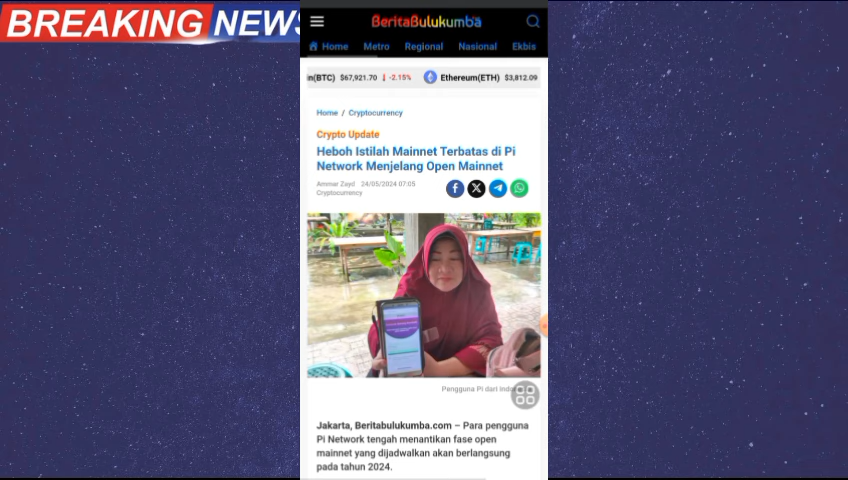 BREAKING NEWS
BeritaBulukumba
Home Metro Regional Nasional Ekbis
in(BTC) $67,921.70 -2.15% Ethereum(ETH) $3,812.09
Home / Cryptocurrency
Crypto Update
Heboh Istilah Mainnet Terbatas di Pi
Network Menjelang Open Mainnet
Ammar Zayd 24/05/2024 07:05
Cryptocurrency
Pengguna Pi dari
Jakarta, Beritabulukumba.com – Para pengguna
Pi Network tengah menantikan fase open
mainnet yang dijadwalkan akan berlangsung
pada tahun 2024.